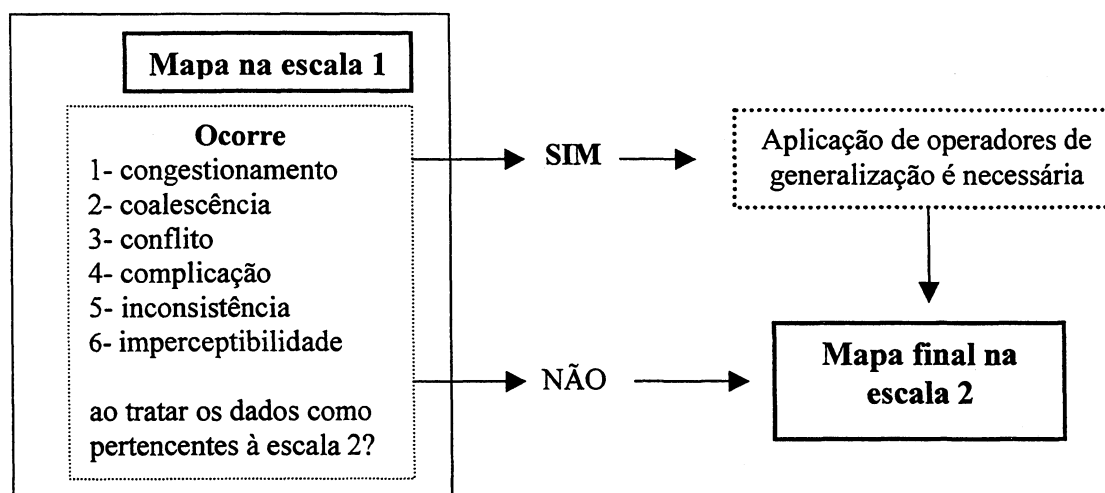 Mapa na escala 1
Ocorre
1- congestionamento
2- coalescência
3- conflito
4- complicação
5- inconsistência
6- imperceptibilidade
ao tratar os dados como
pertencentes à escala 2?
SIM
NÃO
Aplicação de operadores de
generalização é necessária
Mapa final na
escala 2